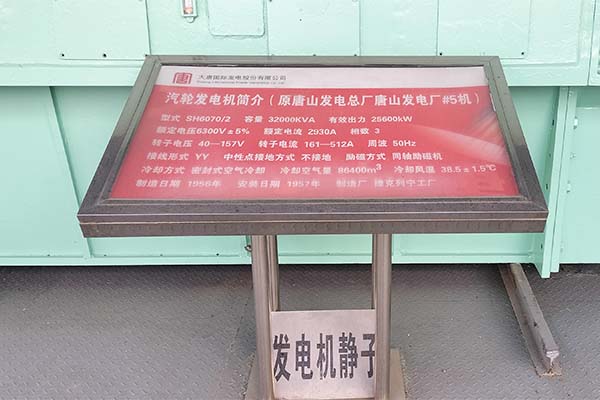 大唐国际发电股份有限公司
汽轮发电机简介（原唐山发电总厂唐山发电厂#5机）
型式 SH6070/2 容量 32000KVA 有效出力 25600kW
额定电压6300V±5% 额定电流 2930A 相数 3
转子电压 40—157V 转子电流 161—512A 周波 50Hz
接线形式 YY 中性点接地方式 不接地 励磁方式 同轴励磁机
冷却方式 密封式空气冷却 冷却空气量 86400m³ 冷却风温 38.5±1.5℃
制造日期 1956年 安装日期 1957年 制造厂 捷克列宁工厂
发电机静子